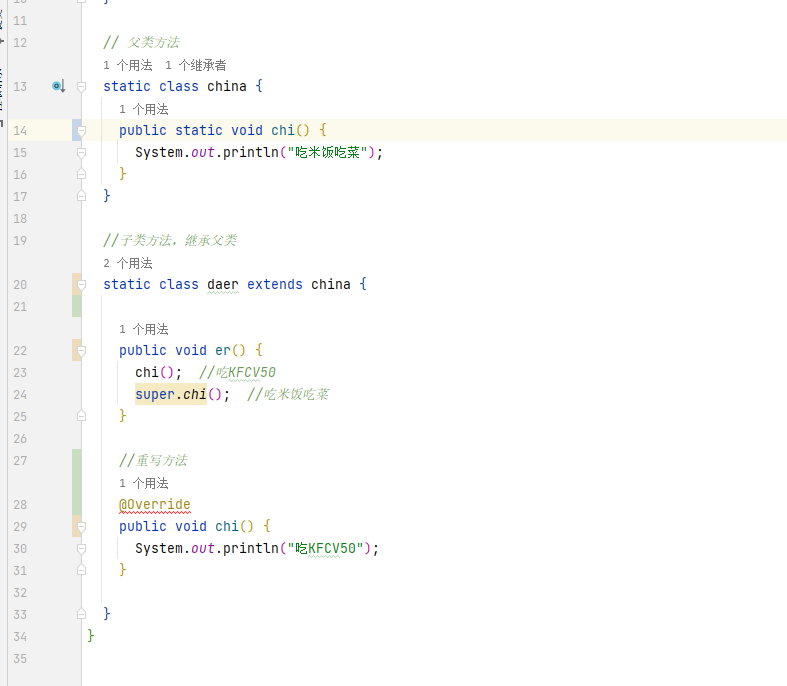 11
12 // 父类方法
1 个用法 1 个继承者
13 static class china {
1 个用法
14 public static void chi() {
15 System.out.println("吃米饭吃菜");
16 }
17 }
18
19 //子类方法，继承父类
2 个用法
20 static class daer extends china {
21
1 个用法
22 public void er() {
23 chi(); //吃KFCV50
24 super.chi(); //吃米饭吃菜
25 }
26
27 //重写方法
1 个用法
28 @Override
29 public void chi() {
30 System.out.println("吃KFCV50");
31 }
32
33 }
34 }
35